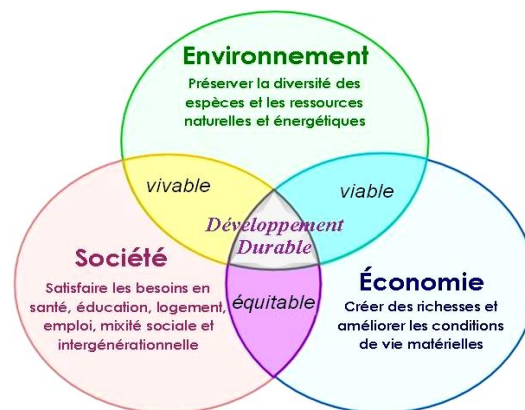 Environnement
Préserver la diversité des
espèces et les ressources
naturelles et énergétiques
vivable
viable
Développement
Durable
Société
Satisfaire les besoins en
santé, éducation, logement,
emploi, mixité sociale et
intergénérationnelle
équitable
Économie
Créer des richesses et
améliorer les conditions
de vie matérielles